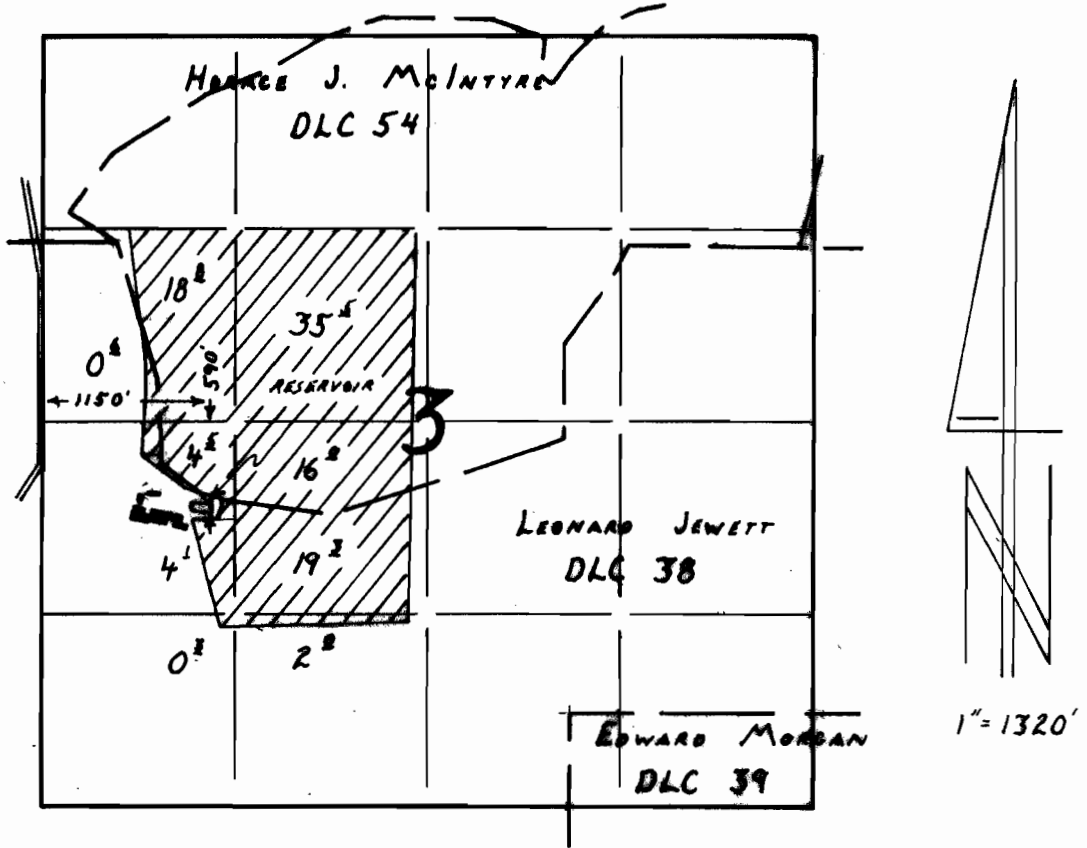 HORACE J. McINTYRE
DLC 54
18
35
0
590'
RESERVOIR
1150'
3
4
16
LEONARD JEWETT
DLC 38
4
19
0
2
EDWARD MORGAN
DLC 39
N
1"= 1320'